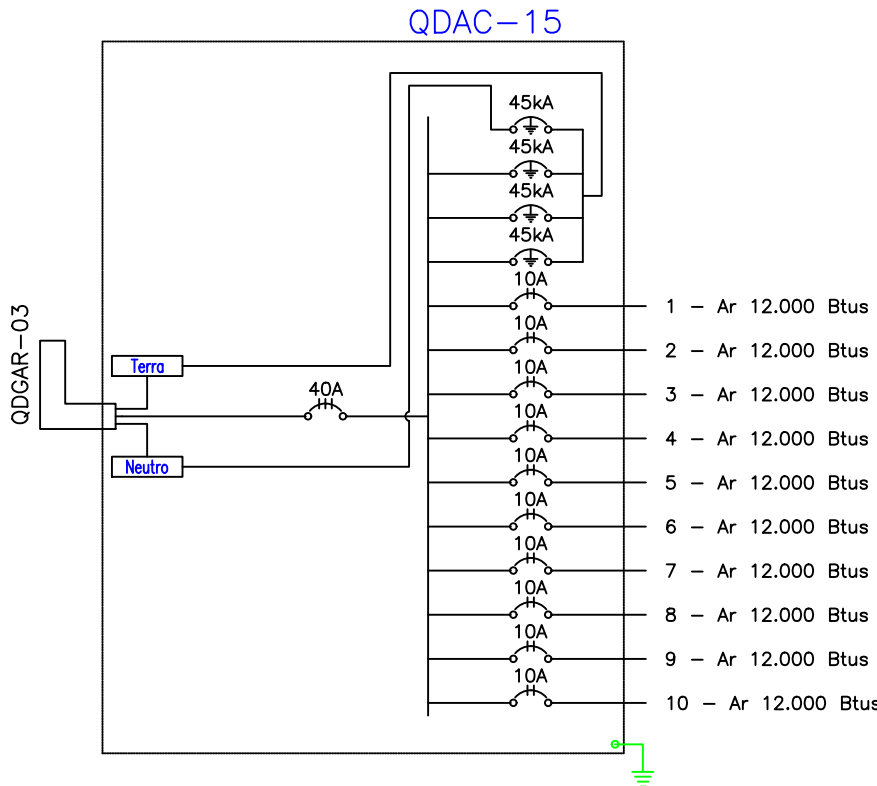 QDAC-15
45kA
45kA
45kA
45kA
10A
1 - Ar 12.000 Btus
10A
2 - Ar 12.000 Btus
10A
3 - Ar 12.000 Btus
10A
4 - Ar 12.000 Btus
10A
5 - Ar 12.000 Btus
10A
6 - Ar 12.000 Btus
10A
7 - Ar 12.000 Btus
10A
8 - Ar 12.000 Btus
10A
9 - Ar 12.000 Btus
10A
10 - Ar 12.000 Btus
QDGAR-03
Terra
40A
Neutro